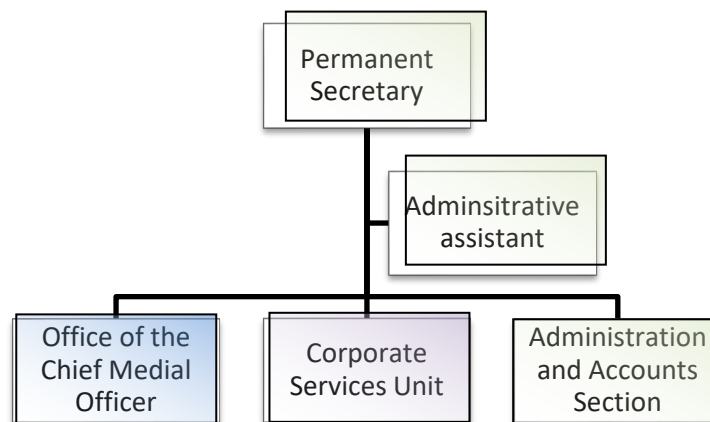 Permanent
Secretary
Adminsitrative
assistant
Office of the
Chief Medial
Officer
Corporate
Services Unit
Administration
and Accounts
Section